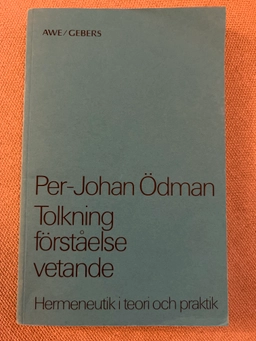 AWE/GEBERS
Per-Johan Ödman
Tolkning
förståelse
vetande
Hermeneutik i teori och praktik